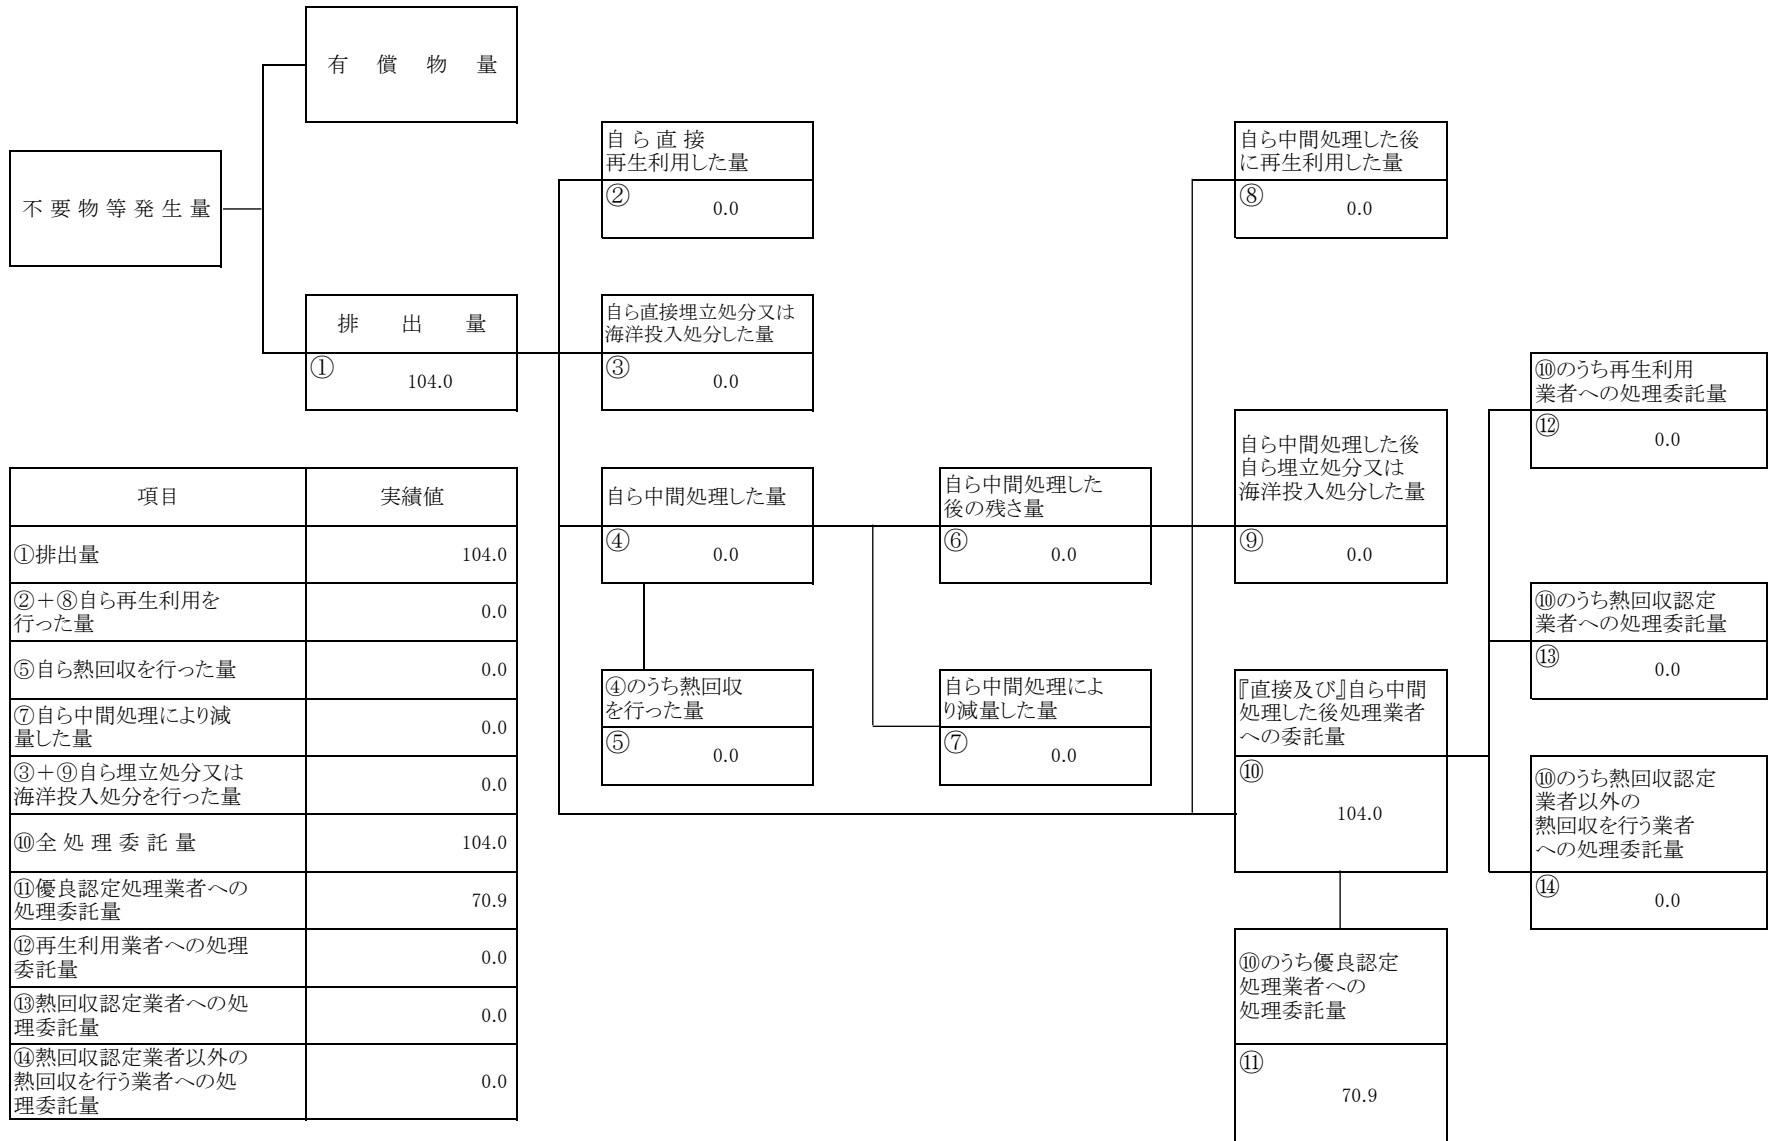 有償物量
不要物等発生量
排出量
①
104.0
自ら直接
再生利用した量
②
0.0
自ら直接埋立処分又は
海洋投入処分した量
③
0.0
自ら中間処理した量
④
0.0
④のうち熱回収
を行った量
⑤
0.0
自ら中間処理した
後の残さ量
⑥
0.0
自ら中間処理によ
り減量した量
⑦
0.0
自ら中間処理した後
に再生利用した量
⑧
0.0
自ら中間処理した後
自ら埋立処分又は
海洋投入処分した量
⑨
0.0
『直接及び』自ら中間
処理した後処理業者
への委託量
⑩
104.0
⑩のうち優良認定
処理業者への
処理委託量
⑪
70.9
⑩のうち再生利用
業者への処理委託量
⑫
0.0
⑩のうち熱回収認定
業者への処理委託量
⑬
0.0
⑩のうち熱回収認定
業者以外の
熱回収を行う業者
への処理委託量
⑭
0.0
項目 実績値
①排出量 104.0
②+⑧自ら再生利用を
行った量 0.0
⑤自ら熱回収を行った量 0.0
⑦自ら中間処理により減
量した量 0.0
③+⑨自ら埋立処分又は
海洋投入処分を行った量 0.0
⑩全処理委託量 104.0
⑪優良認定処理業者への
処理委託量 70.9
⑫再生利用業者への処理
委託量 0.0
⑬熱回収認定業者への処
理委託量 0.0
⑭熱回収認定業者以外の
熱回収を行う業者への処
理委託量 0.0